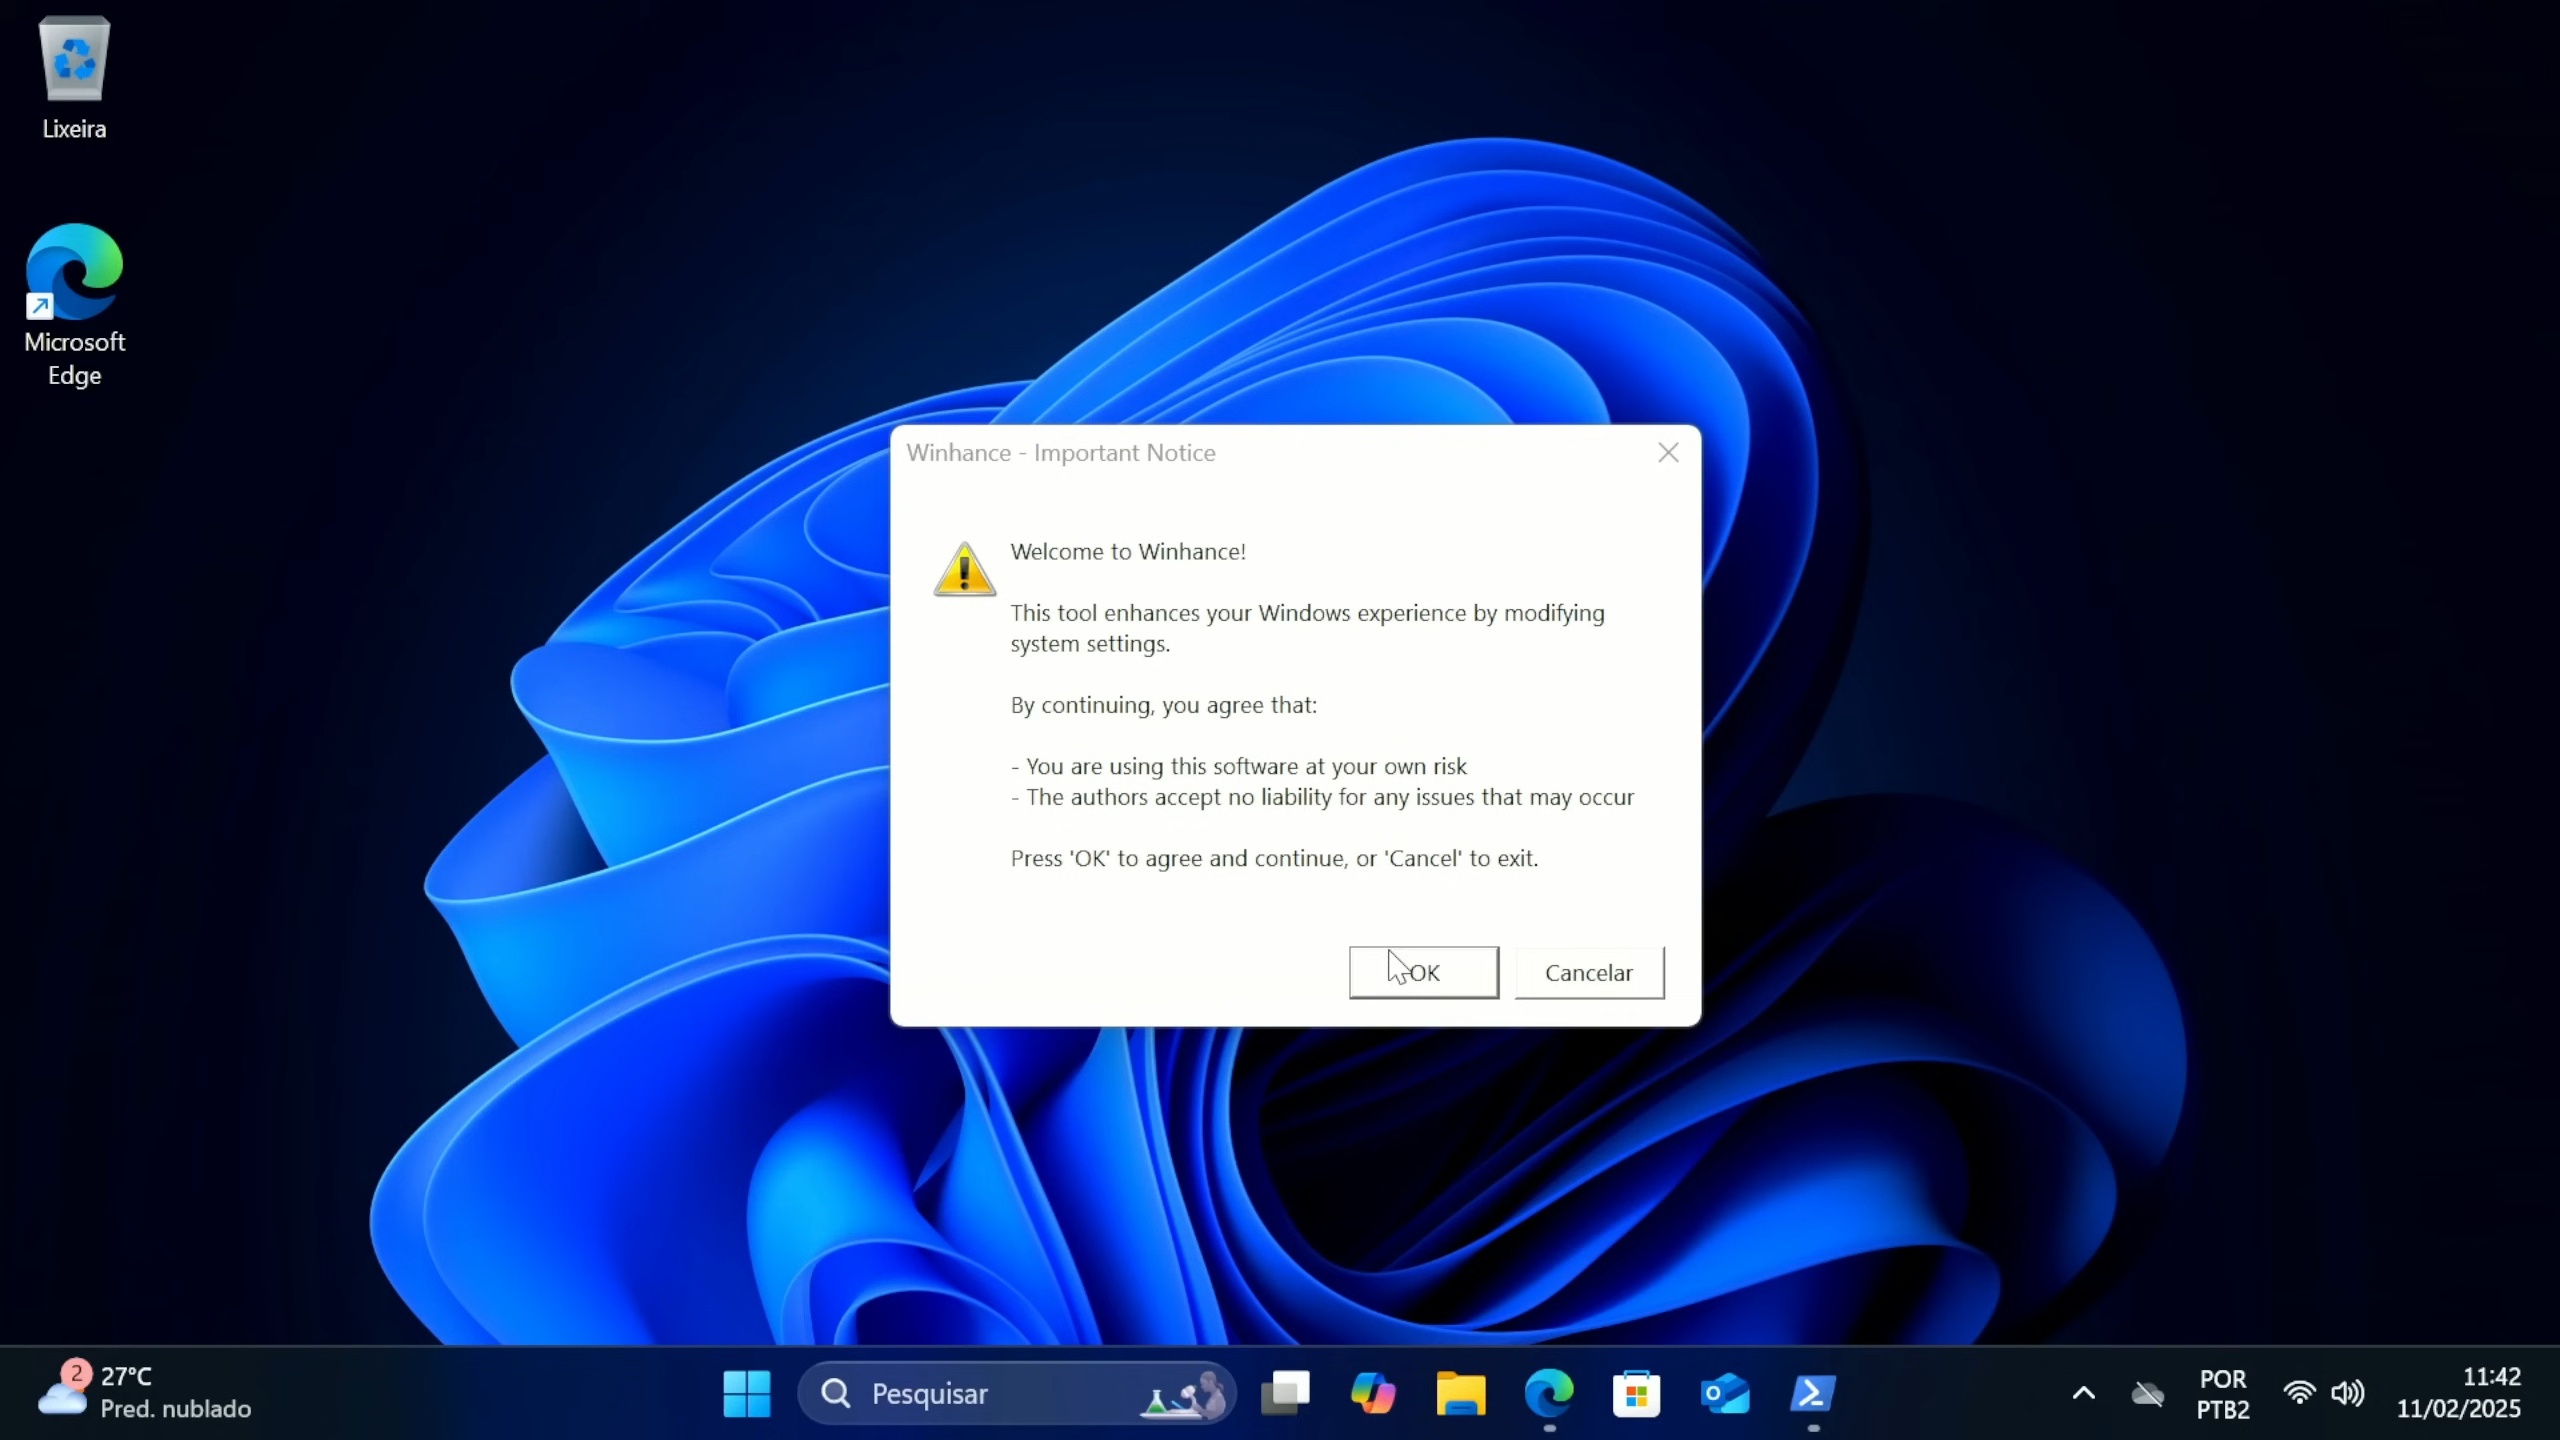 Lixeira
Microsoft
Edge
Winhance - Important Notice
Welcome to Winhance!
This tool enhances your Windows experience by modifying
system settings.
By continuing, you agree that:
- You are using this software at your own risk
- The authors accept no liability for any issues that may occur
Press 'OK' to agree and continue, or 'Cancel' to exit.
OK
Cancelar
2
27°C
Pred. nublado
Pesquisar
POR
PTB2
11:42
11/02/2025